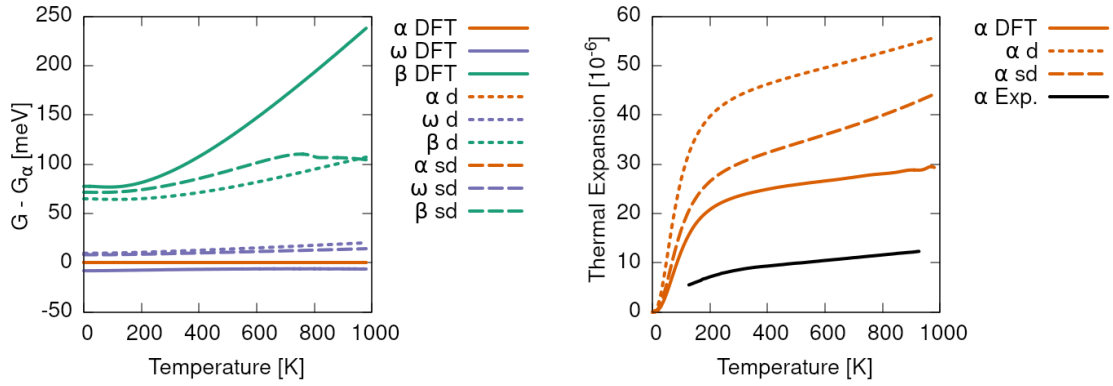 250
200
150
100
50
0
-50
G - Gα [meV]
0 200 400 600 800 1000
Temperature [K]
α DFT
ω DFT
β DFT
α d
ω d
β d
α sd
ω sd
β sd
60
50
40
30
20
10
0
Thermal Expansion [10⁻⁶]
0 200 400 600 800 1000
Temperature [K]
α DFT
α d
α sd
α Exp.